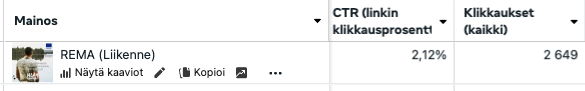 Mainos
CTR (linkin
klikkausprosentt
Klikkaukset
(kaikki)
REMA (Liikenne)
2,12%
2 649
Näytä kaaviot
Kopioi